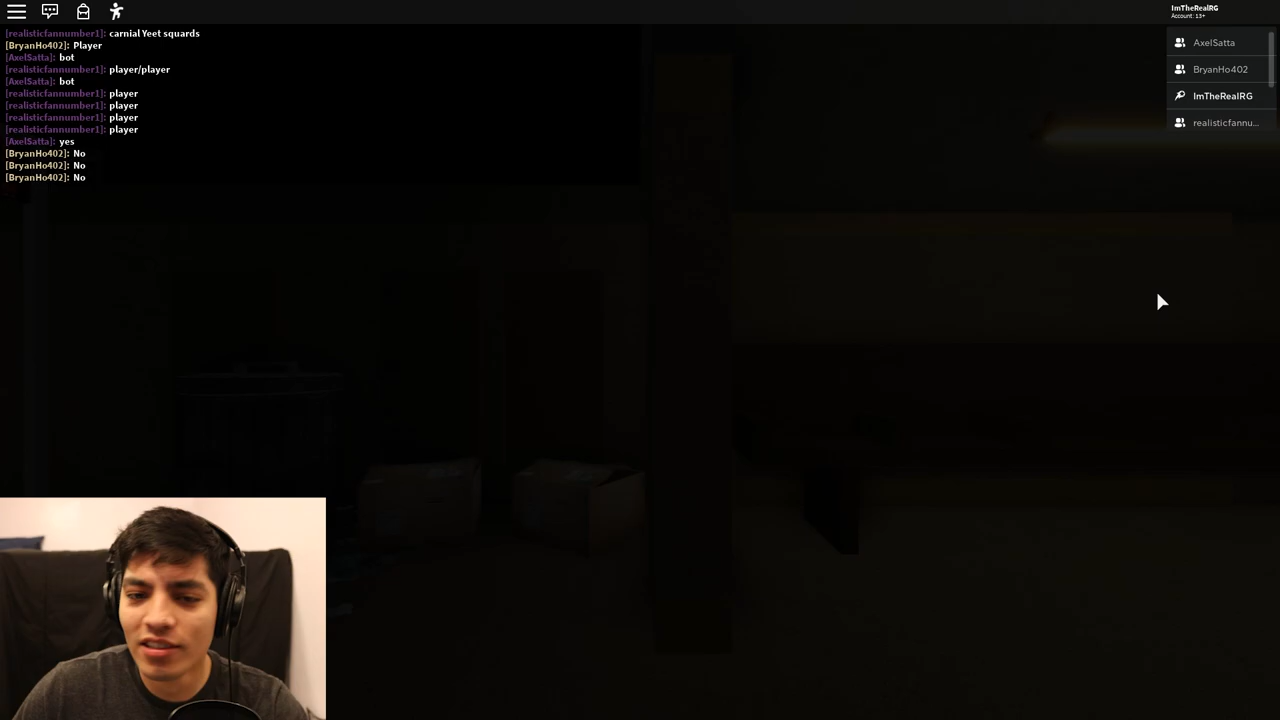 ImTheRealRG
Account: 13+
[realisticfannumber1]: carnial Yeet squards
[BryanHo402]: Player
[AxelSatta]: bot
[realisticfannumber1]: player/player
[AxelSatta]: bot
[realisticfannumber1]: player
[realisticfannumber1]: player
[realisticfannumber1]: player
[realisticfannumber1]: player
[AxelSatta]: yes
[BryanHo402]: No
[BryanHo402]: No
[BryanHo402]: No
AxelSatta
BryanHo402
ImTheRealRG
realisticfannu...